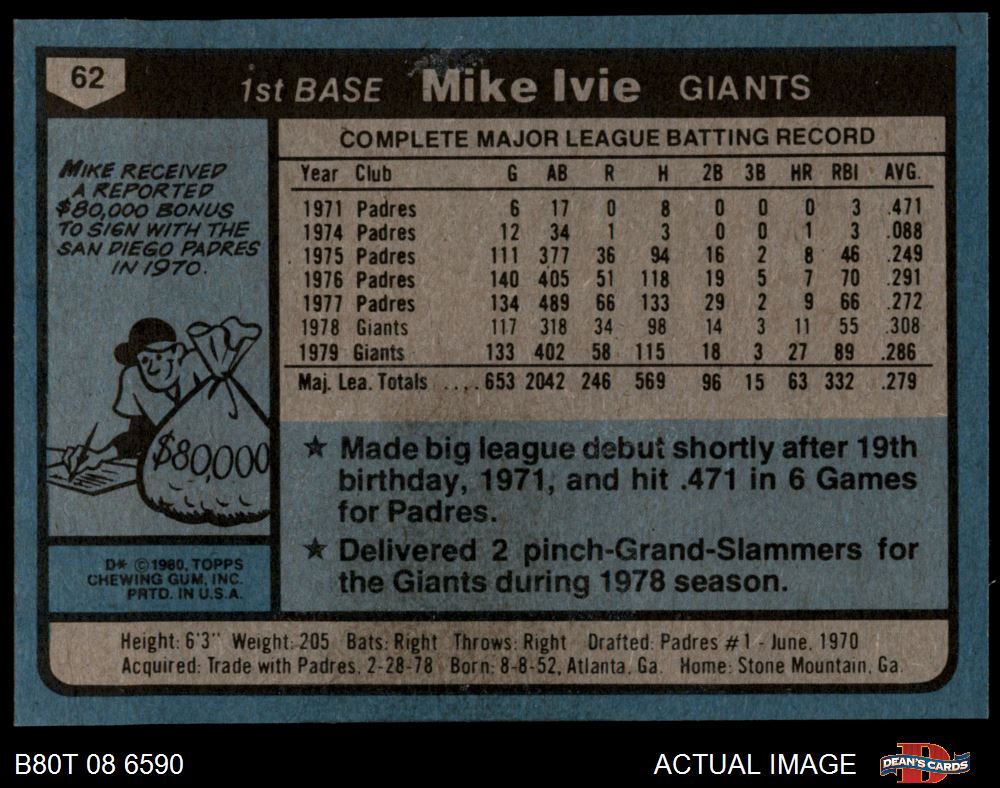 62
1st BASE Mike Ivie GIANTS
MIKE RECEIVED
A REPORTED
$80,000 BONUS
TO SIGN WITH THE
SAN DIEGO PADRES
IN 1970.
$80,000
D* ©1980, TOPPS
CHEWING GUM, INC.
PRTD. IN U.S.A.
COMPLETE MAJOR LEAGUE BATTING RECORD
Year Club G AB R H 2B 3B HR RBI AVG.
1971 Padres 6 17 0 8 0 0 0 3 .471
1974 Padres 12 34 1 3 0 0 1 3 .088
1975 Padres 111 377 36 94 16 2 8 46 .249
1976 Padres 140 405 51 118 19 5 7 70 .291
1977 Padres 134 489 66 133 29 2 9 66 .272
1978 Giants 117 318 34 98 14 3 11 55 .308
1979 Giants 133 402 58 115 18 3 27 89 .286
Maj. Lea. Totals ....653 2042 246 569 96 15 63 332 .279
★ Made big league debut shortly after 19th
birthday, 1971, and hit .471 in 6 Games
for Padres.
★ Delivered 2 pinch-Grand-Slammers for
the Giants during 1978 season.
Height: 6'3" Weight: 205 Bats: Right Throws: Right Drafted: Padres #1 - June, 1970
Acquired: Trade with Padres, 2-28-78 Born: 8-8-52, Atlanta, Ga. Home: Stone Mountain, Ga.
B80T 08 6590 ACTUAL IMAGE DEAN'S CARDS